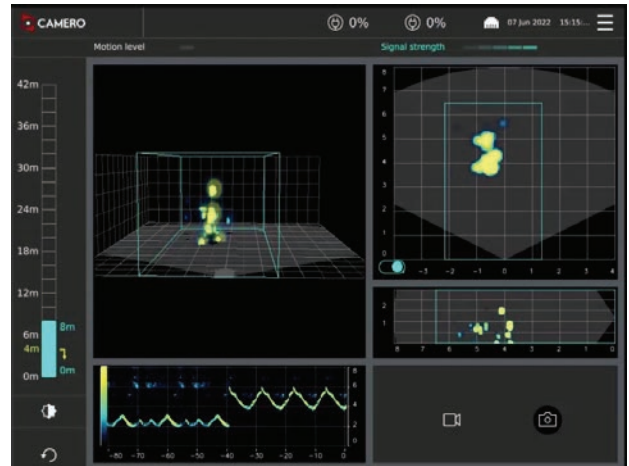 CAMERO
0%
0%
07 Jun 2022 15:15:...
Motion level
Signal strength
42m
36m
30m
24m
18m
12m
6m
4m
0m
8m
0m
8
7
6
5
4
3
2
1
0
-3 -2 -1 0 1 2 3 4
2
1
8 7 6 5 4 3 2 1 0
8
6
4
2
0
-80 -70 -60 -50 -40 -30 -20 -10 0